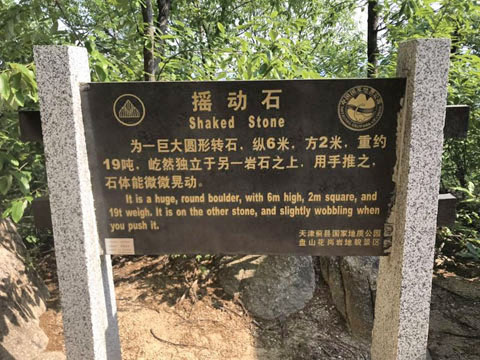 摇动石
Shaked Stone
为一巨大圆形转石，纵6米，方2米，重约
19吨，屹然独立于另一岩石之上，用手推之，
石体能微微晃动。
It is a huge, round boulder, with 6m high, 2m square, and
19t weigh. It is on the other stone, and slightly wobbling when
you push it.
天津蓟县国家地质公园
盘山花岗岩地貌景区